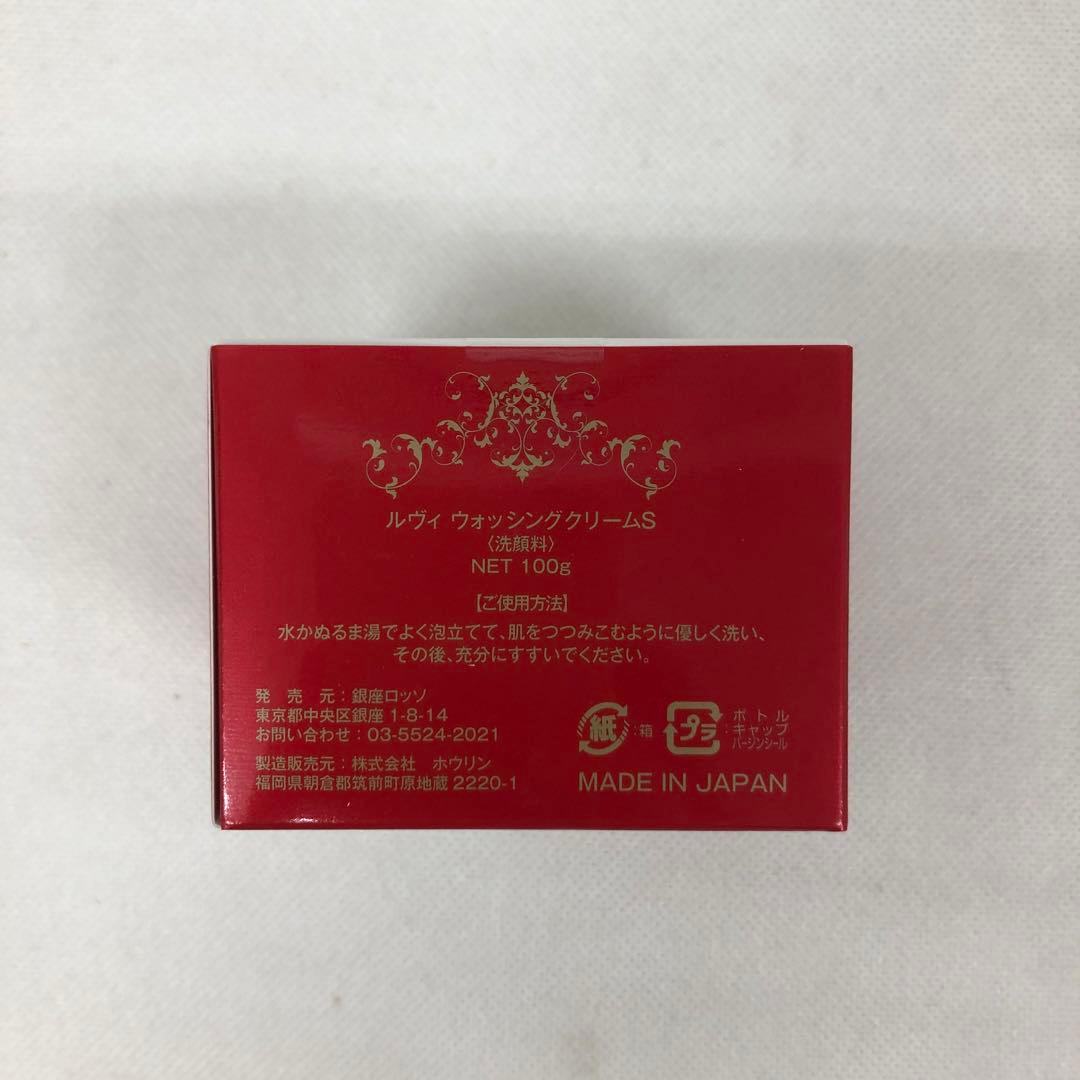 ルヴィ ウォッシングクリームS
〈洗顔料〉
NET 100g
【ご使用方法】
水かぬるま湯でよく泡立てて、肌をつつみこむように優しく洗い、
その後、充分にすすいでください。
発 売 元：銀座ロッソ
東京都中央区銀座 1-8-14
お問い合わせ：03-5524-2021
製造販売元：株式会社 ホウリン
福岡県朝倉郡筑前町原地蔵 2220-1
紙：箱
プラ：ボトル
キャップ
バージンシール
MADE IN JAPAN